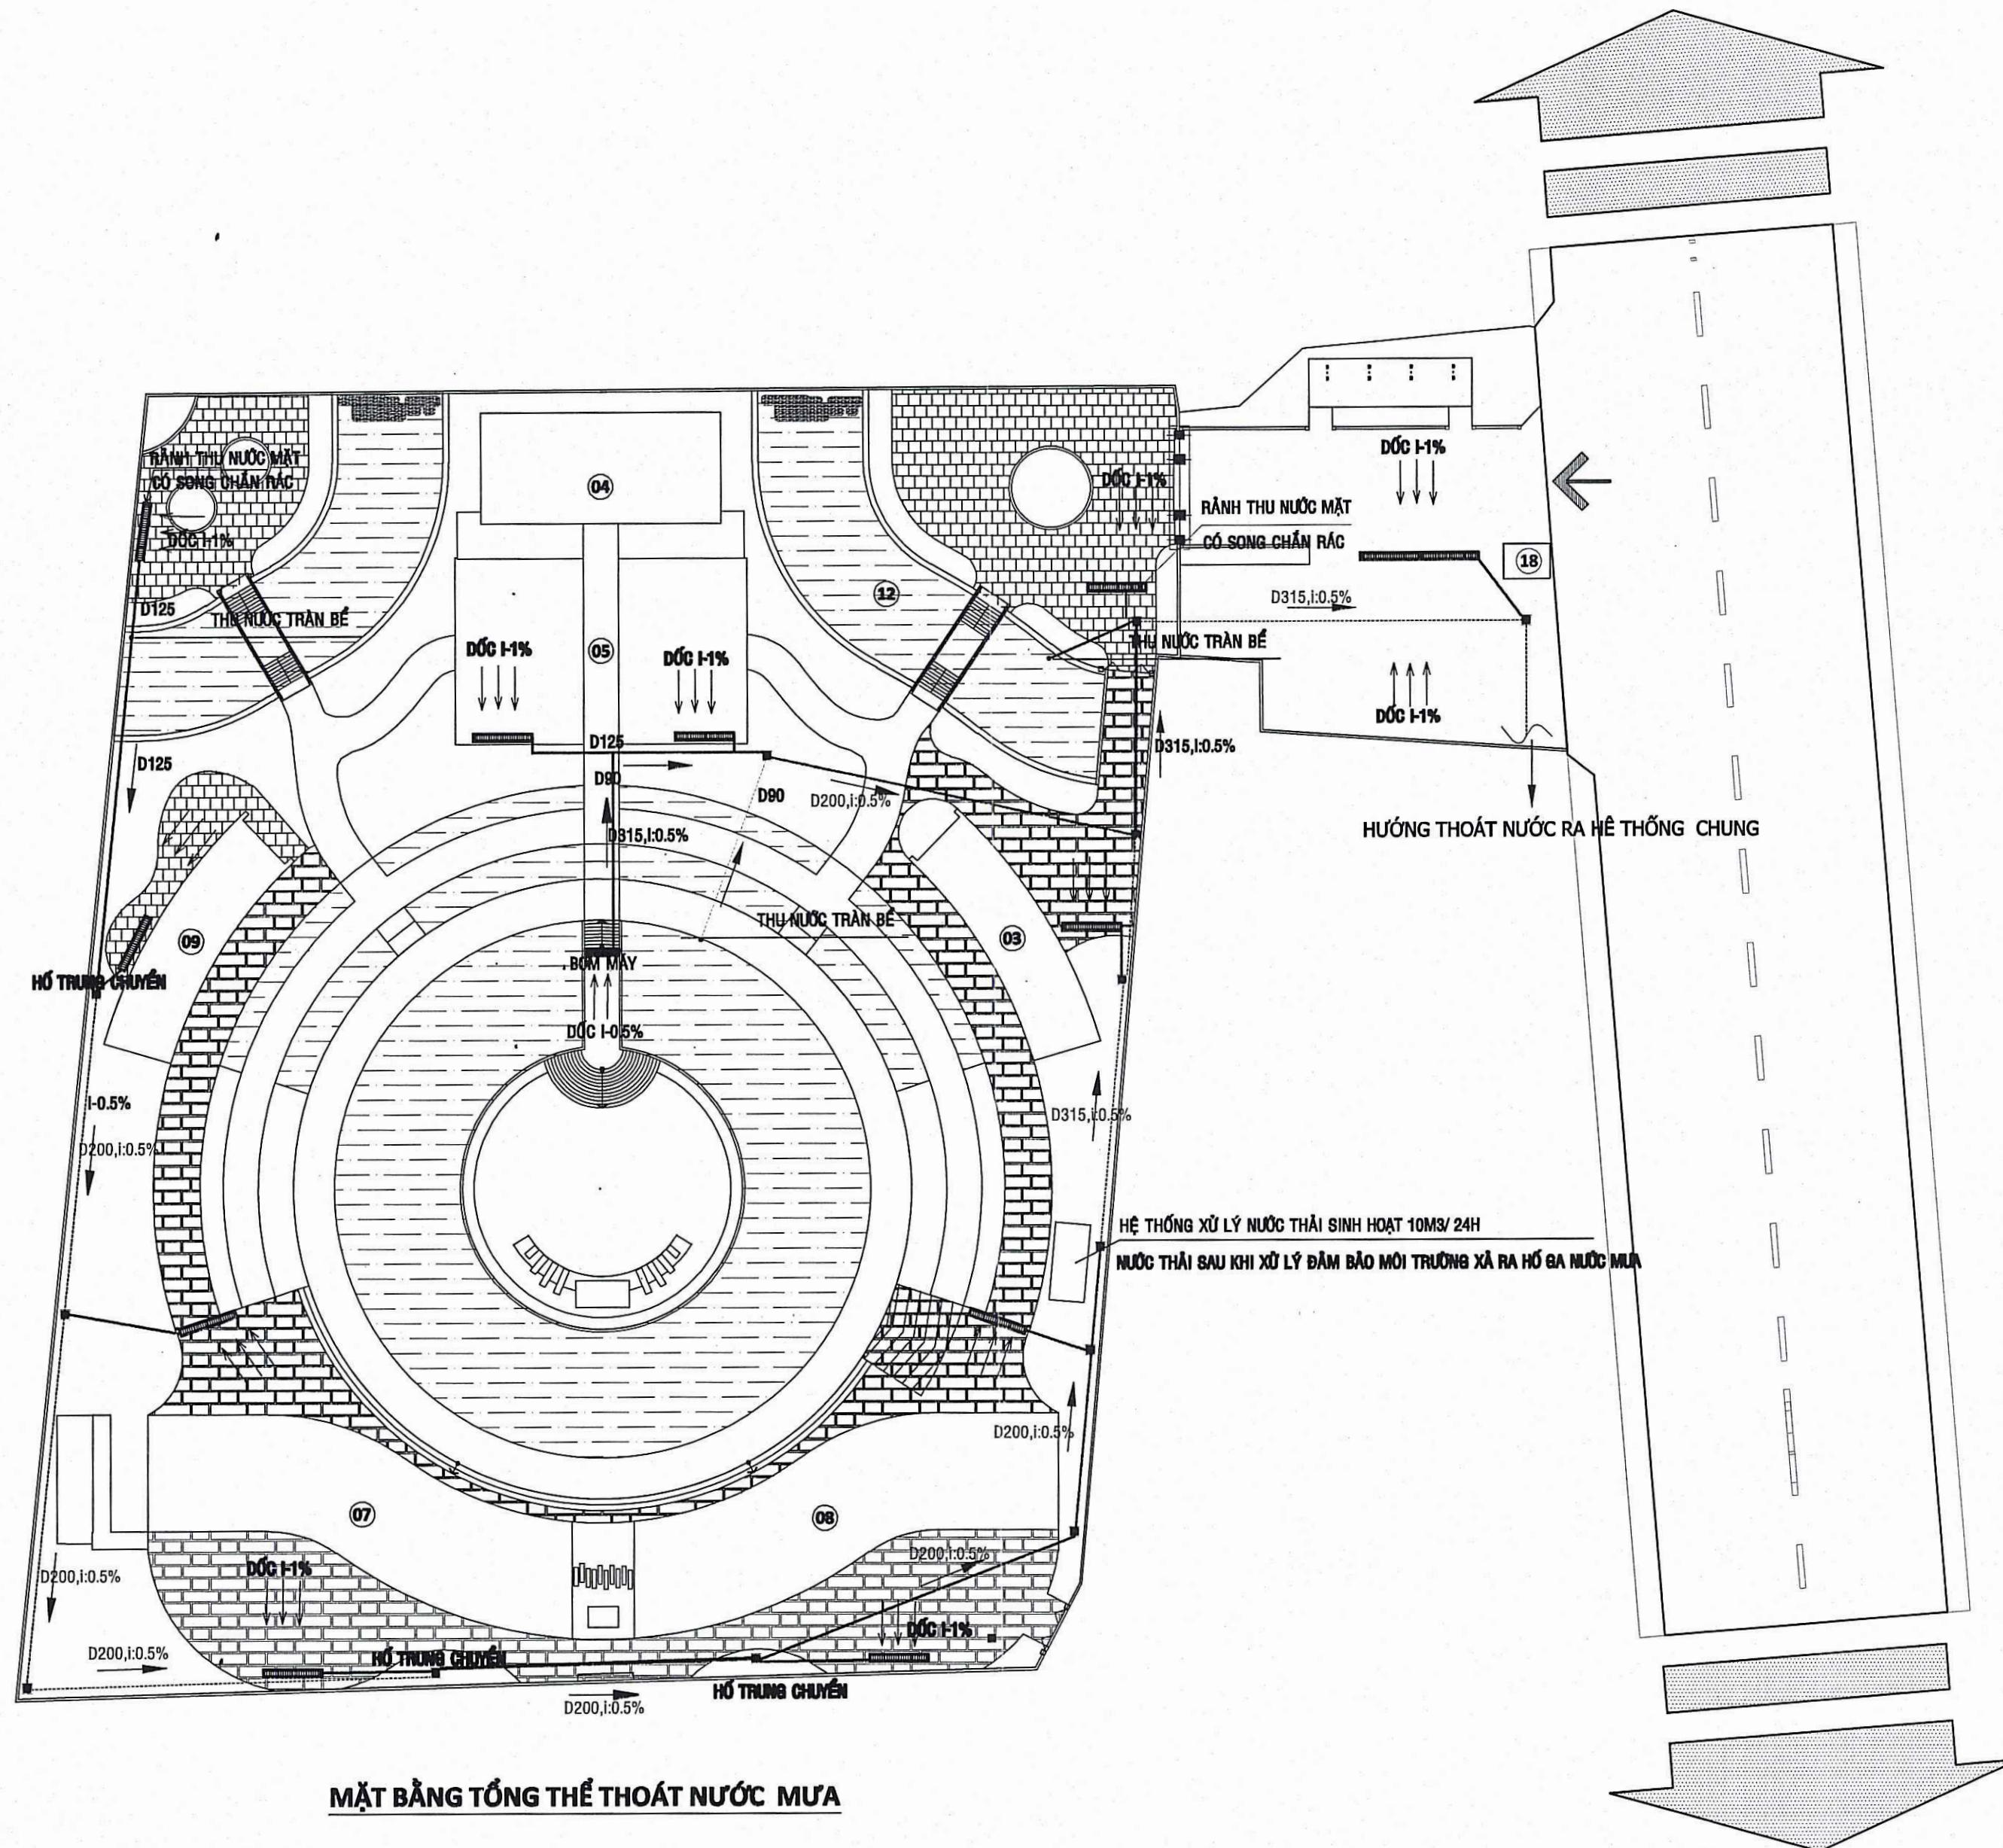 RÃNH THU NƯỚC MẶT
CÓ SONG CHẮN RÁC
DỐC I-1%
D125
THU NƯỚC TRÀN BỂ
D125
04
05
DỐC I-1%
DỐC I-1%
12
DỐC I-1%
RÃNH THU NƯỚC MẶT
CÓ SONG CHẮN RÁC
DỐC I-1%
18
D315,i:0.5%
THU NƯỚC TRÀN BỂ
DỐC I-1%
D315,I:0.5%
HƯỚNG THOÁT NƯỚC RA HỆ THỐNG CHUNG
D125
D90
D90
D200,i:0.5%
D315,I:0.5%
THU NƯỚC TRÀN BỂ
BƠM MÁY
DỐC I-0.5%
09
03
HỐ TRUNG CHUYỂN
I-0.5%
D200,i:0.5%
D315,i:0.5%
HỆ THỐNG XỬ LÝ NƯỚC THẢI SINH HOẠT 10M3/ 24H
NƯỚC THẢI SAU KHI XỬ LÝ ĐẢM BẢO MÔI TRƯỜNG XẢ RA HỐ GA NƯỚC MƯA
D200,i:0.5%
07
08
D200,i:0.5%
DỐC I-1%
D200,i:0.5%
DỐC I-1%
D200,i:0.5%
HỐ TRUNG CHUYỂN
HỐ TRUNG CHUYỂN
D200,i:0.5%
MẶT BẰNG TỔNG THỂ THOÁT NƯỚC MƯA